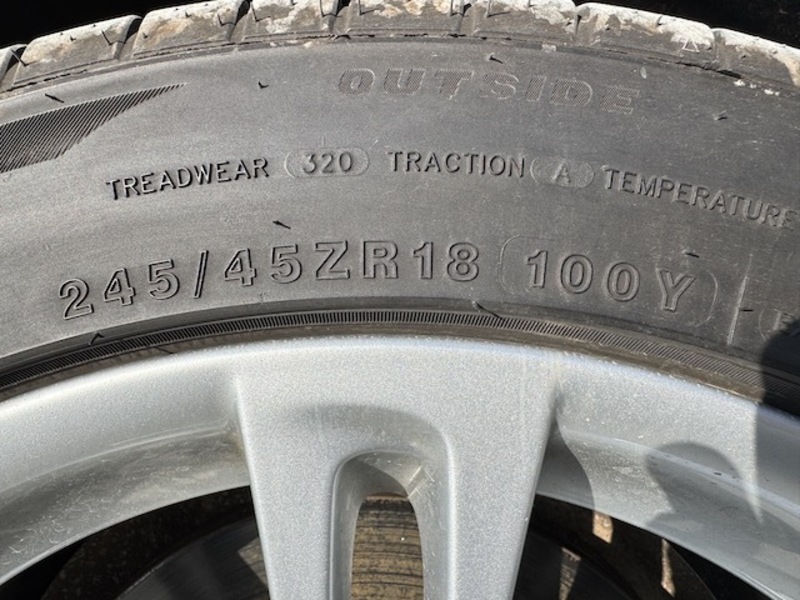 OUTSIDE
TREADWEAR 320 TRACTION A TEMPERATURE
245/45ZR18 100Y